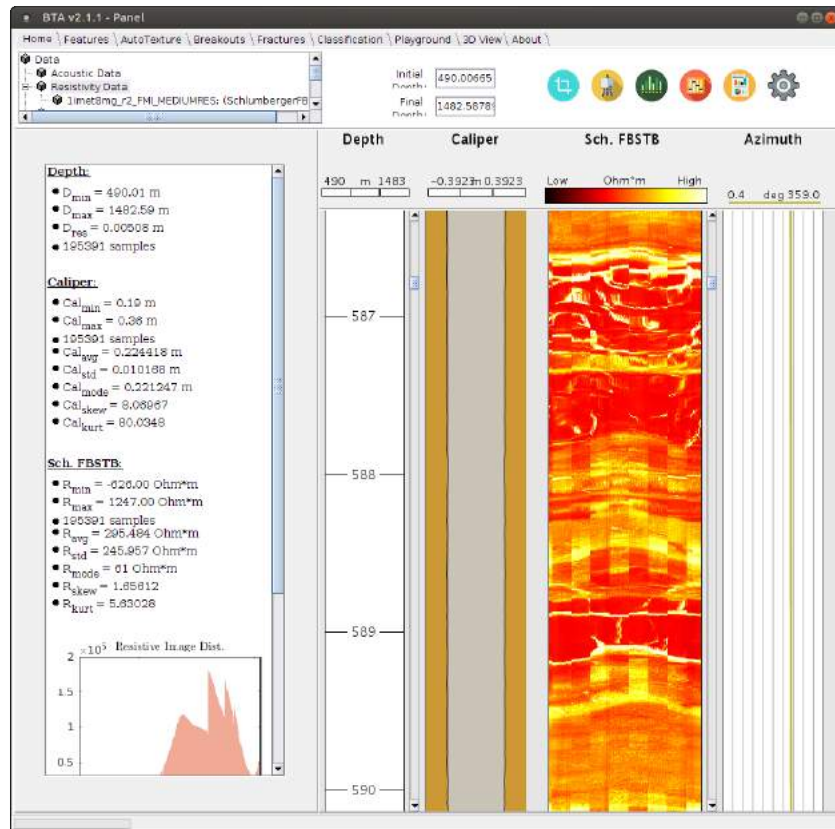 BTA v2.1.1 - Panel
Home \ Features \ AutoTexture \ Breakouts \ Fractures \ Classification \ Playground \ 3D View \ About \
Data
Acoustic Data
Resistivity Data
1imet8mg_r2_FMI_MEDIUMRES: (SchlumbergerFB
Initial
Depth:
490.00665
Final
Depth:
1482.5878
Depth
Caliper
Sch. FBSTB
Azimuth
490 m 1483
-0.3923 m 0.3923
Low Ohm*m High
0.4 deg 359.0
Depth:
Dmin = 490.01 m
Dmax = 1482.59 m
Dres = 0.00508 m
195391 samples
Caliper:
Calmin = 0.19 m
Calmax = 0.36 m
195391 samples
Calavg = 0.224418 m
Calstd = 0.010168 m
Calmode = 0.221247 m
Calskew = 8.06967
Calkurt = 80.0348
Sch. FBSTB:
Rmin = -626.00 Ohm*m
Rmax = 1247.00 Ohm*m
195391 samples
Ravg = 295.484 Ohm*m
Rstd = 245.957 Ohm*m
Rmode = 61 Ohm*m
Rskew = 1.65612
Rkurt = 5.63028
×10⁵ Resistive Image Dist.
2
1.5
1
0.5
587
588
589
590